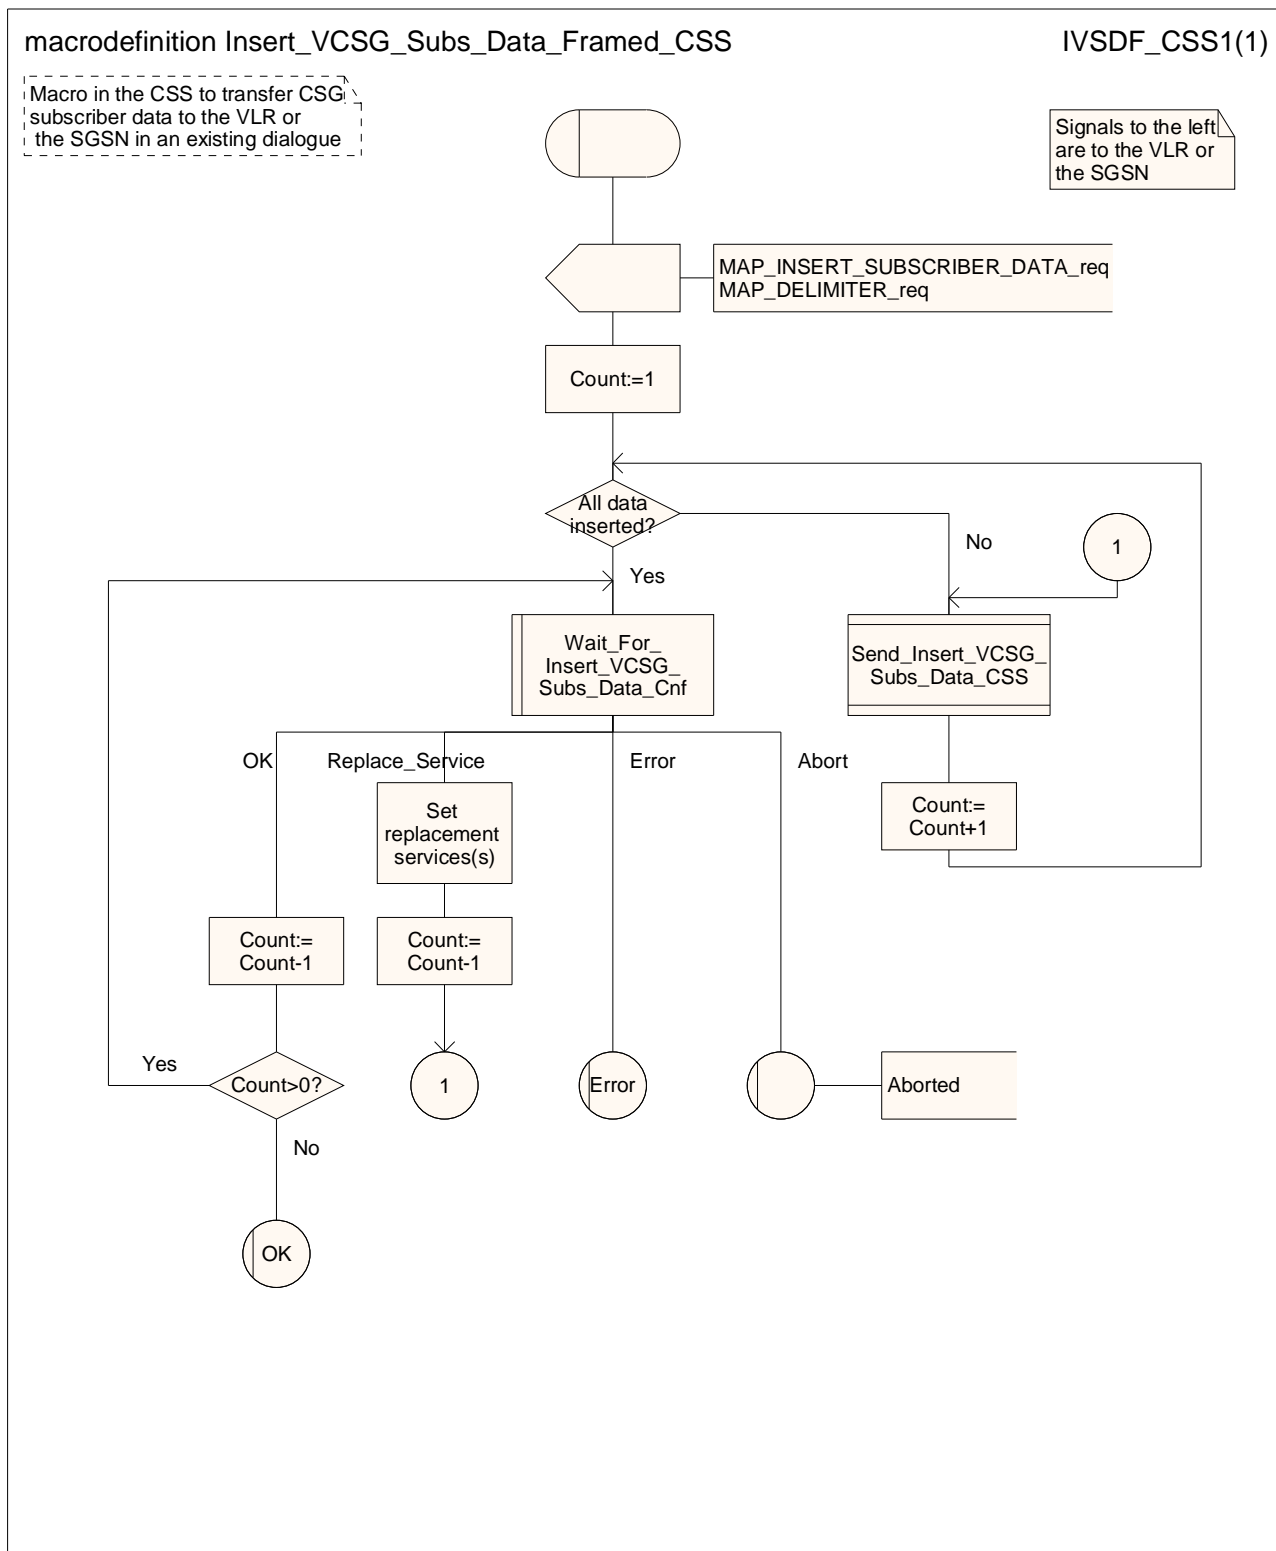 macrodefinition Insert_VCSG_Subs_Data_Framed_CSS
IVSDF_CSS1(1)
Macro in the CSS to transfer CSG
subscriber data to the VLR or
the SGSN in an existing dialogue
Signals to the left
are to the VLR or
the SGSN
MAP_INSERT_SUBSCRIBER_DATA_req
MAP_DELIMITER_req
Count:=1
All data
inserted?
No
1
Yes
Wait_For_
Insert_VCSG_
Subs_Data_Cnf
Send_Insert_VCSG_
Subs_Data_CSS
OK
Replace_Service
Error
Abort
Set
replacement
services(s)
Count:=
Count+1
Count:=
Count-1
Count:=
Count-1
Yes
Count>0?
1
Error
Aborted
No
OK